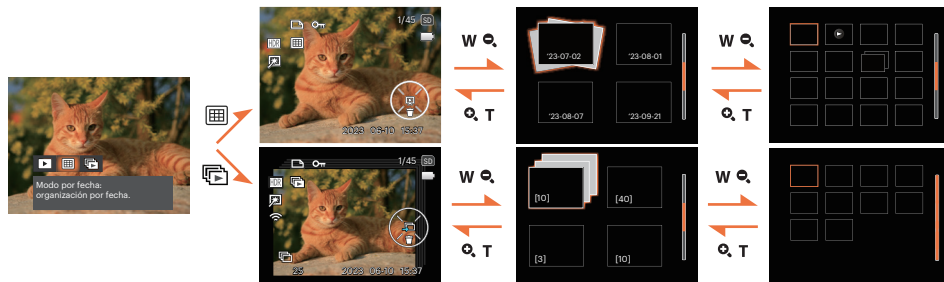 Modo por fecha:
organización por fecha.
1/45 SD
HDR
2023 06-10 15:37
W
T
'23-07-02
'23-08-01
'23-08-07
'23-09-21
W
T
1/45 SD
HDR
25 2023 06-10 15:37
W
T
[10]
[40]
[3]
[10]
W
T